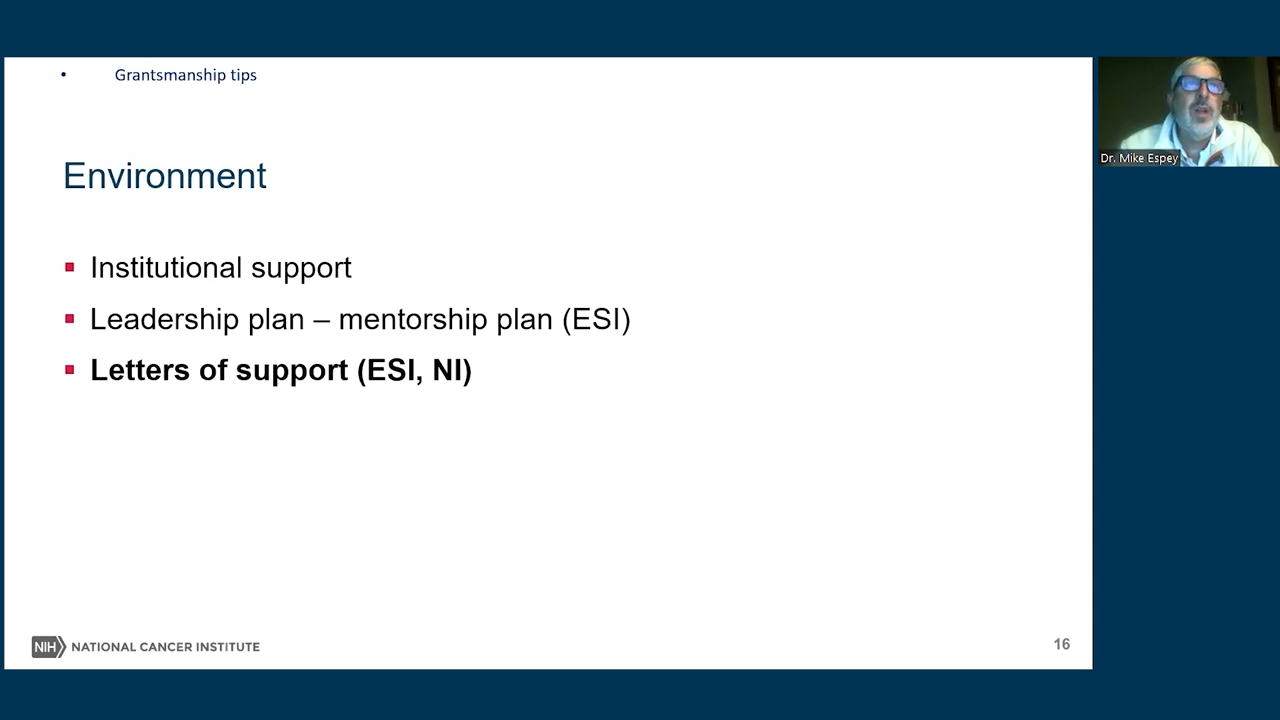 • Grantsmanship tips
Environment
▪ Institutional support
▪ Leadership plan – mentorship plan (ESI)
▪ Letters of support (ESI, NI)
NIH NATIONAL CANCER INSTITUTE
16
Dr. Mike Espey